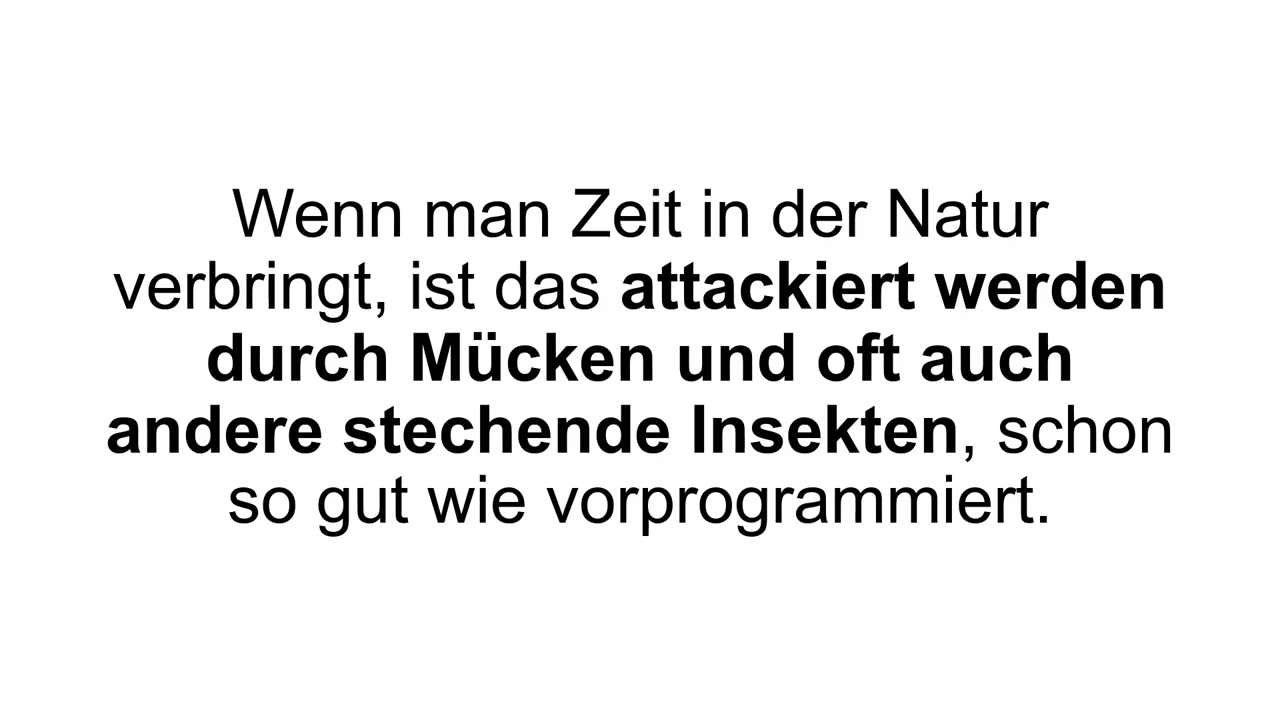 Wenn man Zeit in der Natur
verbringt, ist das attackiert werden
durch Mücken und oft auch
andere stechende Insekten, schon
so gut wie vorprogrammiert.